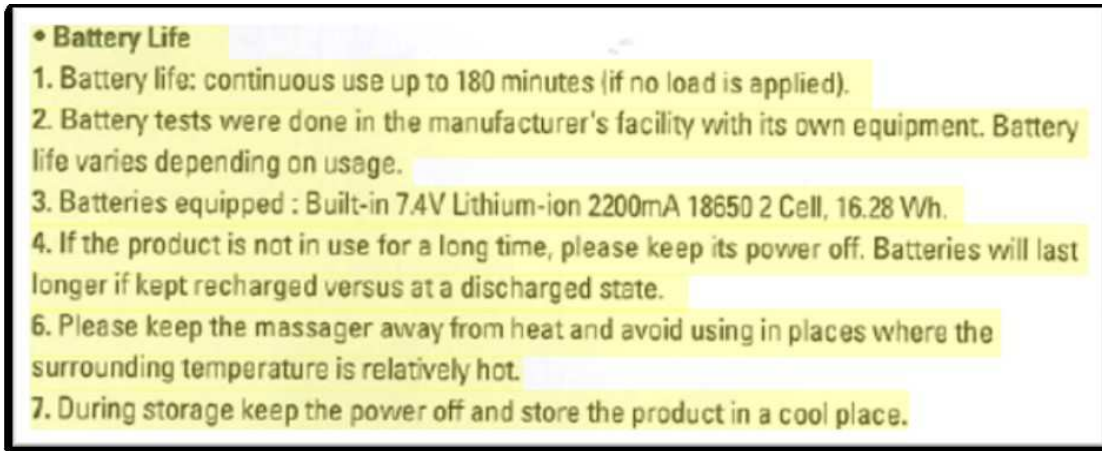 • Battery Life
1. Battery life: continuous use up to 180 minutes (if no load is applied).
2. Battery tests were done in the manufacturer's facility with its own equipment. Battery
life varies depending on usage.
3. Batteries equipped : Built-in 7.4V Lithium-ion 2200mA 18650 2 Cell, 16.28 Wh.
4. If the product is not in use for a long time, please keep its power off. Batteries will last
longer if kept recharged versus at a discharged state.
6. Please keep the massager away from heat and avoid using in places where the
surrounding temperature is relatively hot.
7. During storage keep the power off and store the product in a cool place.